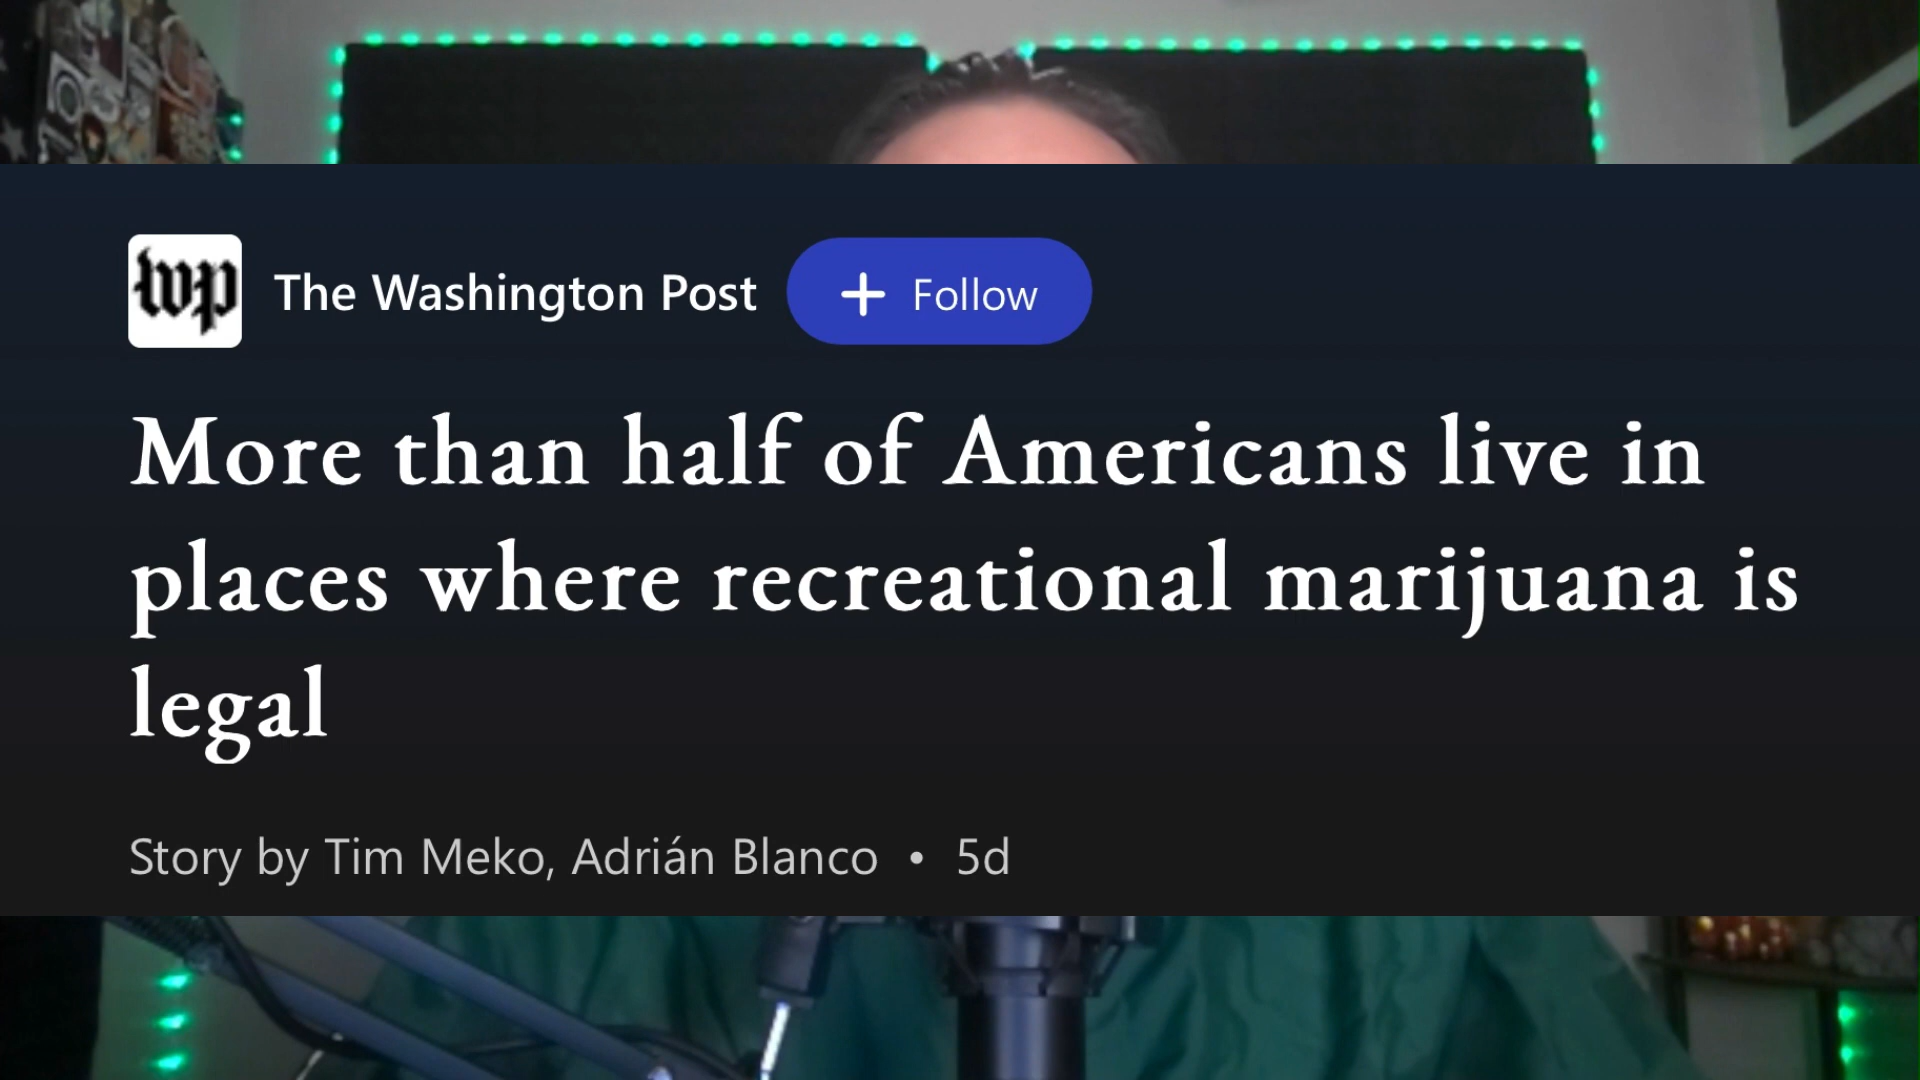 wp
The Washington Post
+ Follow
More than half of Americans live in
places where recreational marijuana is
legal
Story by Tim Meko, Adrián Blanco • 5d